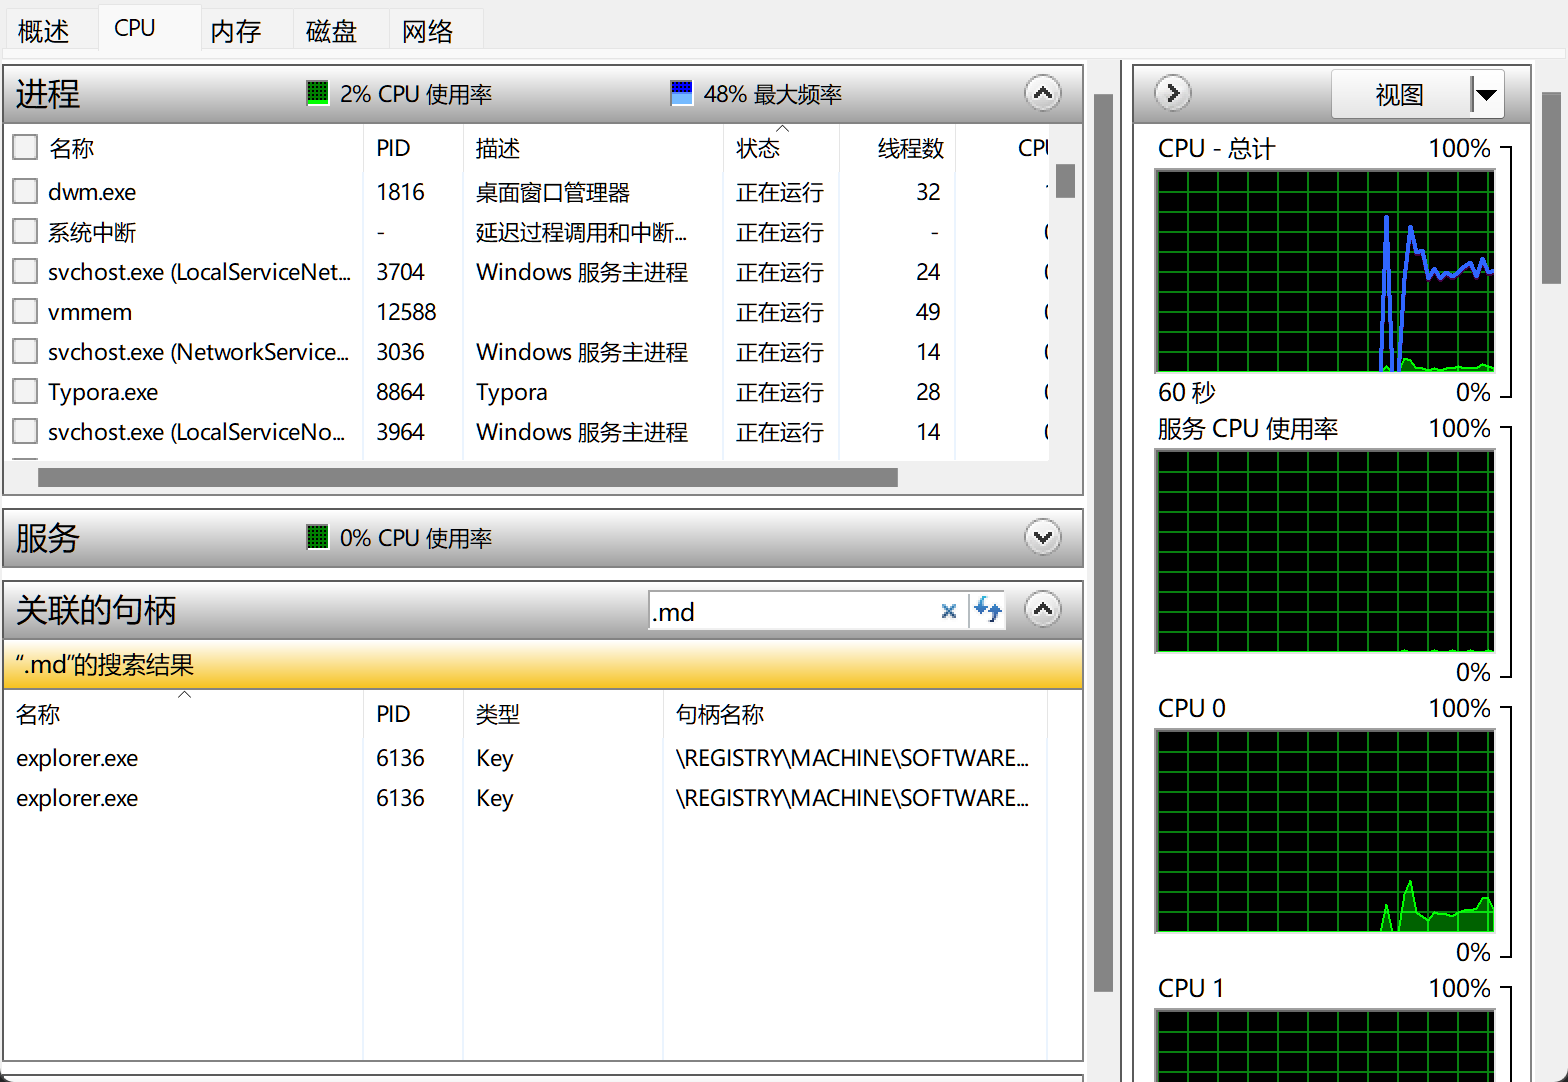 概述 CPU 内存 磁盘 网络
进程 2% CPU 使用率 48% 最大频率
名称 PID 描述 状态 线程数 CPU
dwm.exe 1816 桌面窗口管理器 正在运行 32
系统中断 - 延迟过程调用和中断... 正在运行 -
svchost.exe (LocalServiceNet... 3704 Windows 服务主进程 正在运行 24
vmmem 12588 正在运行 49
svchost.exe (NetworkService... 3036 Windows 服务主进程 正在运行 14
Typora.exe 8864 Typora 正在运行 28
svchost.exe (LocalServiceNo... 3964 Windows 服务主进程 正在运行 14
服务 0% CPU 使用率
关联的句柄 .md
“.md”的搜索结果
名称 PID 类型 句柄名称
explorer.exe 6136 Key \REGISTRY\MACHINE\SOFTWARE...
explorer.exe 6136 Key \REGISTRY\MACHINE\SOFTWARE...
视图
CPU - 总计 100%
60 秒 0%
服务 CPU 使用率 100%
0%
CPU 0 100%
0%
CPU 1 100%